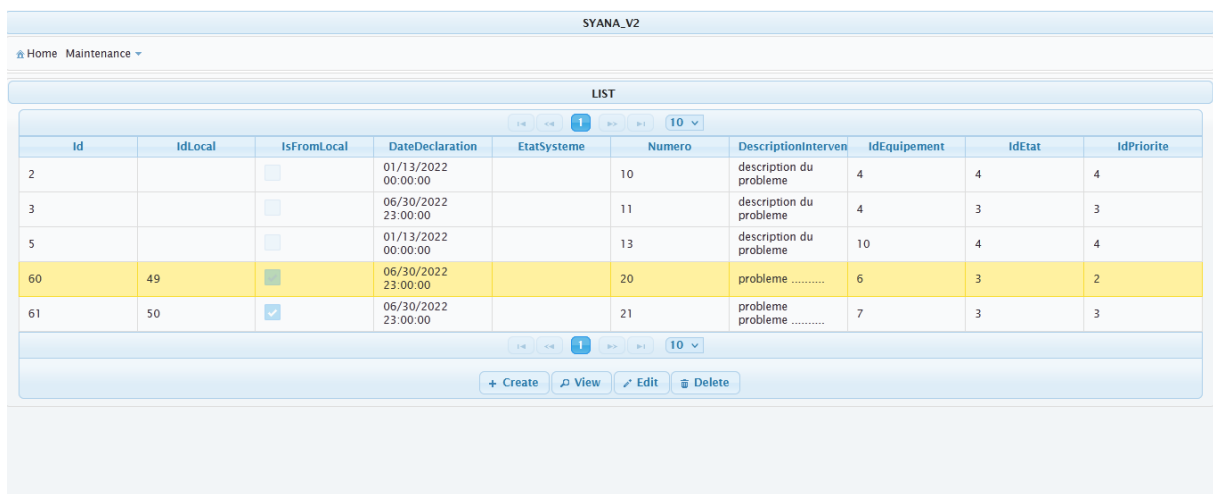 SYANA_V2
Home Maintenance
LIST
1 10
Id IdLocal IsFromLocal DateDeclaration EtatSysteme Numero DescriptionInterven IdEquipement IdEtat IdPriorite
2 01/13/2022 00:00:00 10 description du probleme 4 4 4
3 06/30/2022 23:00:00 11 description du probleme 4 3 3
5 01/13/2022 00:00:00 13 description du probleme 10 4 4
60 49 06/30/2022 23:00:00 20 probleme .......... 6 3 2
61 50 06/30/2022 23:00:00 21 probleme probleme .......... 7 3 3
1 10
Create View Edit Delete